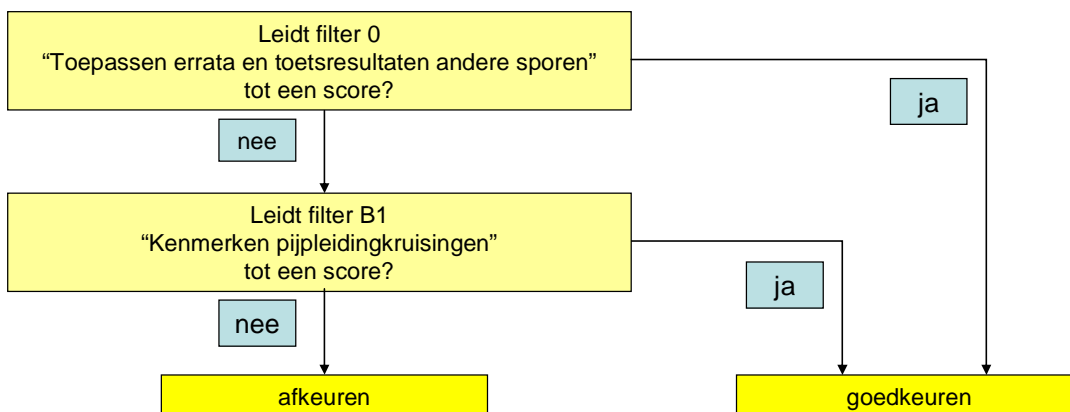 Leidt filter 0
“Toepassen errata en toetsresultaten andere sporen”
tot een score?
ja
nee
Leidt filter B1
“Kenmerken pijpleidingkruisingen”
tot een score?
ja
nee
afkeuren
goedkeuren